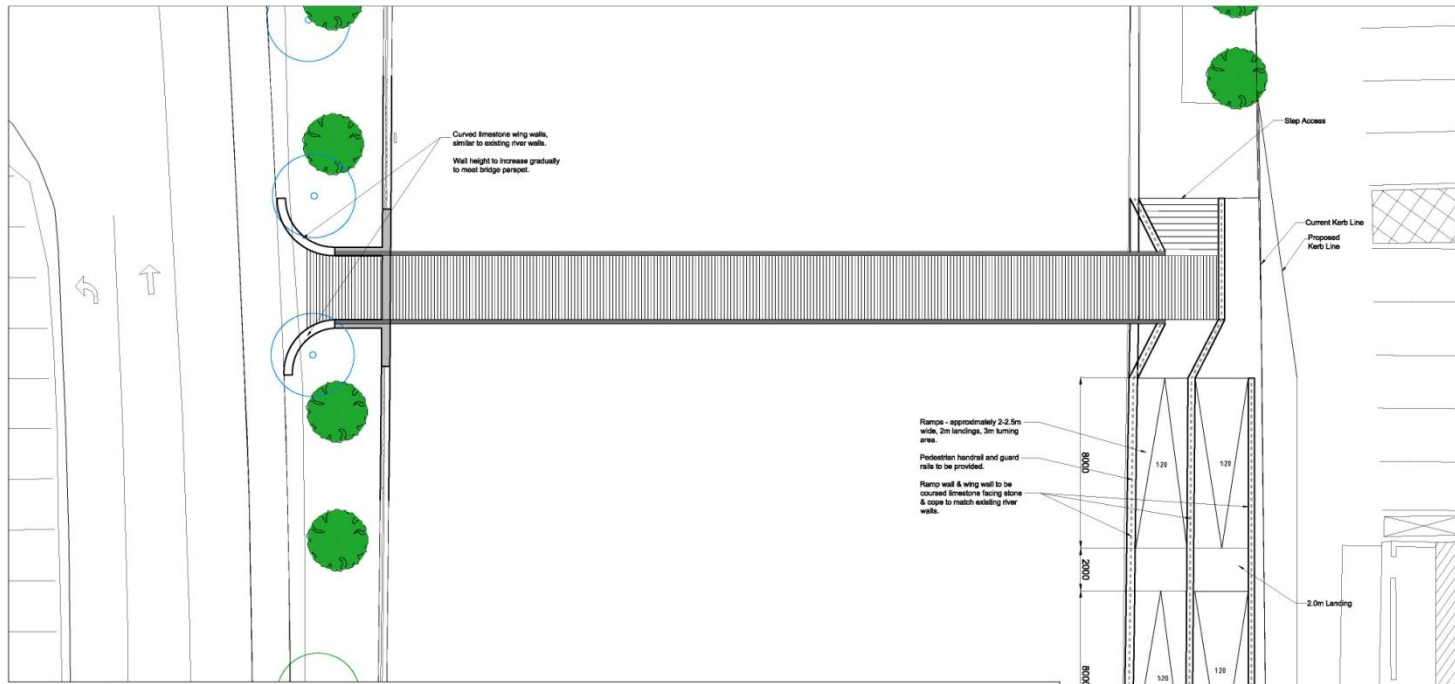 Curved limestone wing walls,
similar to existing river walls.
Wall height to increase gradually
to meet bridge parapet.
Step Access
Current Kerb Line
Proposed
Kerb Line
Ramps - approximately 2-2.5m
wide, 2m landings, 3m turning
area.
Pedestrian handrail and guard
rails to be provided.
Ramp wall & wing wall to be
coursed limestone facing stone
& cope to match existing river
walls.
8000
1:20
1:20
2000
2.0m Landing
8000
1:20
1:20